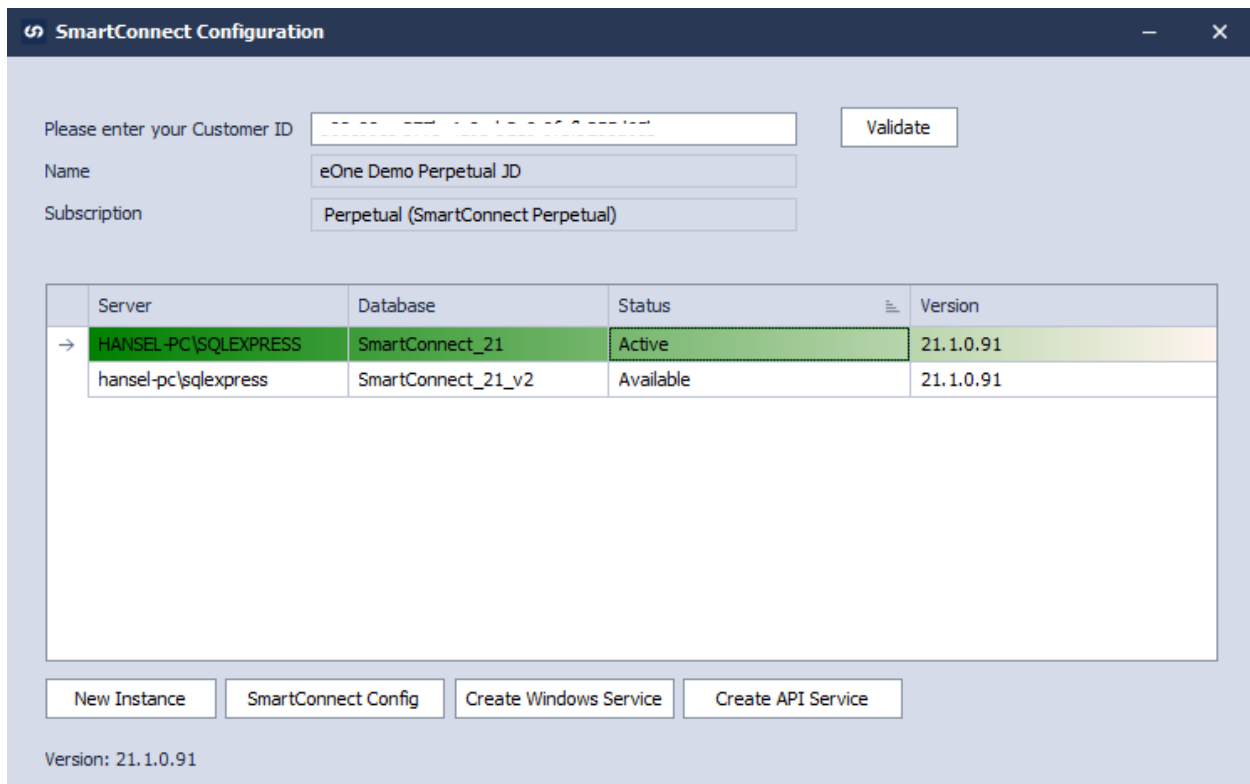 SmartConnect Configuration
Please enter your Customer ID
Validate
Name eOne Demo Perpetual JD
Subscription Perpetual (SmartConnect Perpetual)
Server Database Status Version
HANSEL-PC\SQLEXPRESS SmartConnect_21 Active 21.1.0.91
hansel-pc\sqlexpress SmartConnect_21_v2 Available 21.1.0.91
New Instance SmartConnect Config Create Windows Service Create API Service
Version: 21.1.0.91